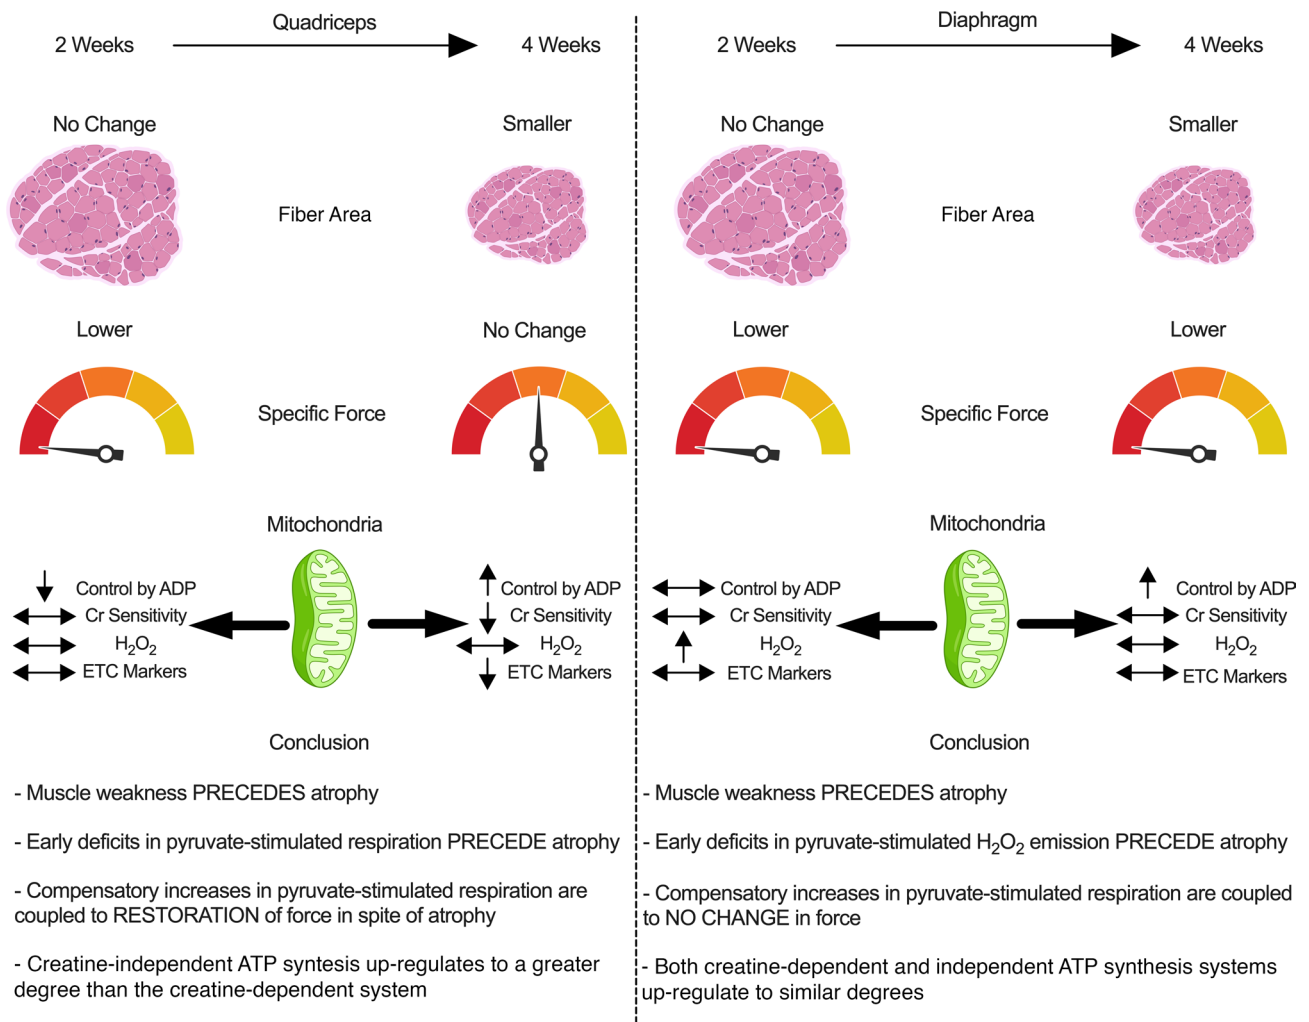 Quadriceps
2 Weeks
4 Weeks
No Change
Smaller
Fiber Area
Lower
No Change
Specific Force
Mitochondria
Control by ADP
Cr Sensitivity
H₂O₂
ETC Markers
Control by ADP
Cr Sensitivity
H₂O₂
ETC Markers
Conclusion
- Muscle weakness PRECEDES atrophy
- Early deficits in pyruvate-stimulated respiration PRECEDE atrophy
- Compensatory increases in pyruvate-stimulated respiration are
coupled to RESTORATION of force in spite of atrophy
- Creatine-independent ATP syntesis up-regulates to a greater
degree than the creatine-dependent system
Diaphragm
2 Weeks
4 Weeks
No Change
Smaller
Fiber Area
Lower
Lower
Specific Force
Mitochondria
Control by ADP
Cr Sensitivity
H₂O₂
ETC Markers
Control by ADP
Cr Sensitivity
H₂O₂
ETC Markers
Conclusion
- Muscle weakness PRECEDES atrophy
- Early deficits in pyruvate-stimulated H₂O₂ emission PRECEDE atrophy
- Compensatory increases in pyruvate-stimulated respiration are coupled
to NO CHANGE in force
- Both creatine-dependent and independent ATP synthesis systems
up-regulate to similar degrees